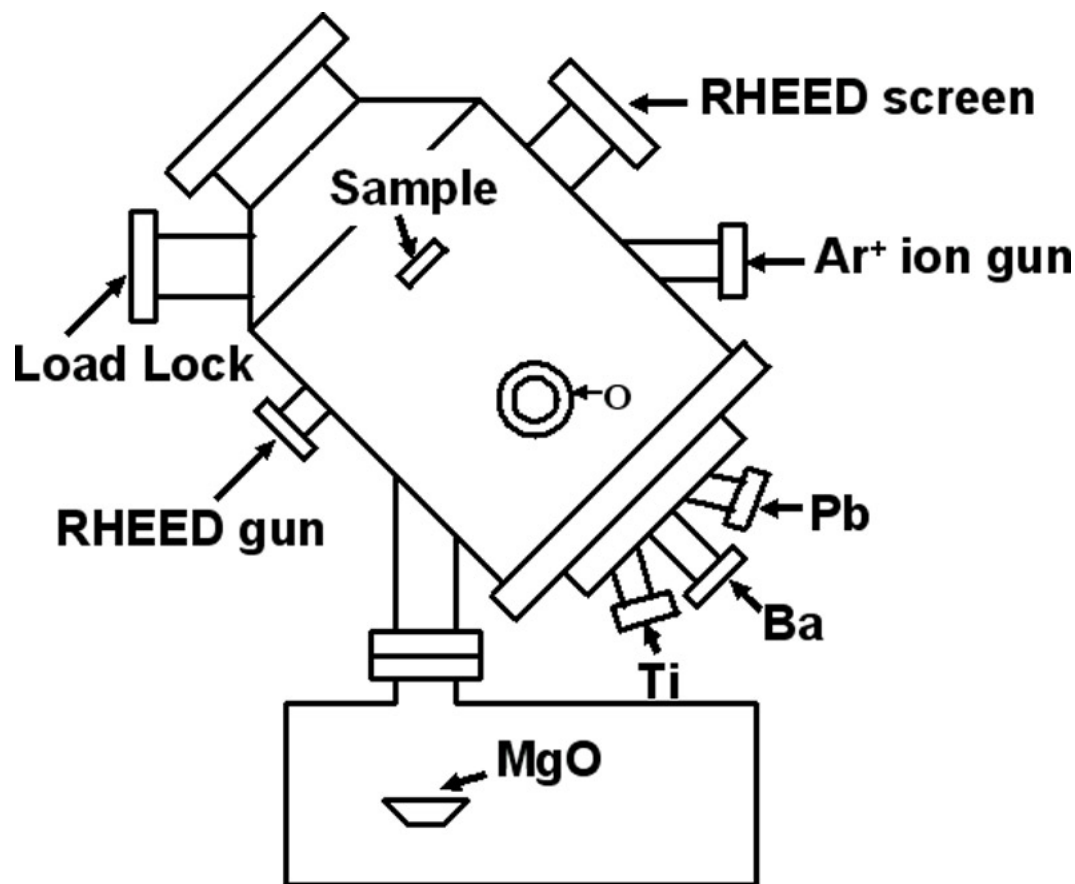 RHEED screen
Sample
Ar⁺ ion gun
Load Lock
O
RHEED gun
Pb
Ba
Ti
MgO